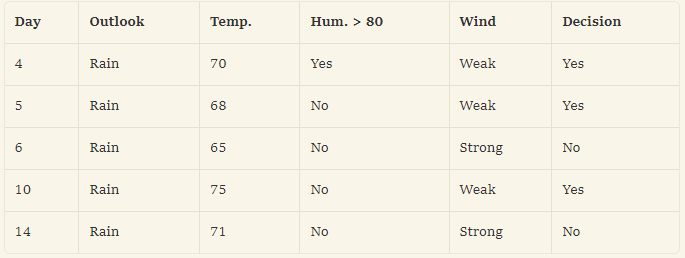 Day Outlook Temp. Hum. > 80 Wind Decision
4 Rain 70 Yes Weak Yes
5 Rain 68 No Weak Yes
6 Rain 65 No Strong No
10 Rain 75 No Weak Yes
14 Rain 71 No Strong No